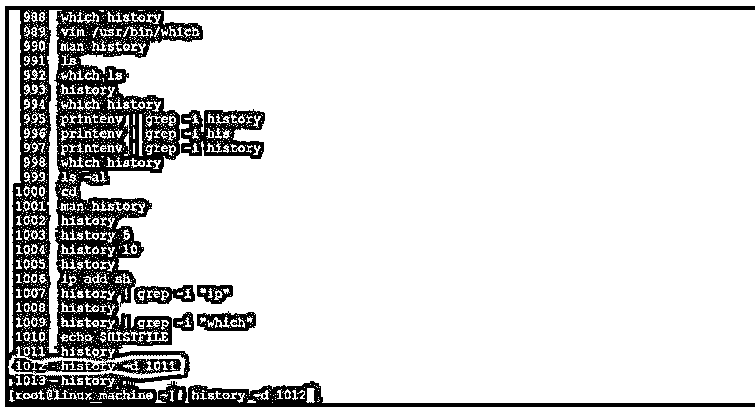 988 which history
989 vim /usr/bin/which
990 man history
991 ls
992 which ls
993 history
994 which history
995 printenv | grep -i history
996 printenv | grep -i his
997 printenv | grep -i history
998 which history
999 ls -al
1000 cd
1001 man history
1002 history
1003 history 5
1004 history 10
1005 history
1006 ip add sh
1007 history | grep -i "ip"
1008 history
1009 history | grep -i "which"
1010 echo $HISTFILE
1011 history
1012 history -d 1011
1013 history
[root@linux_machine ~]# history -d 1012